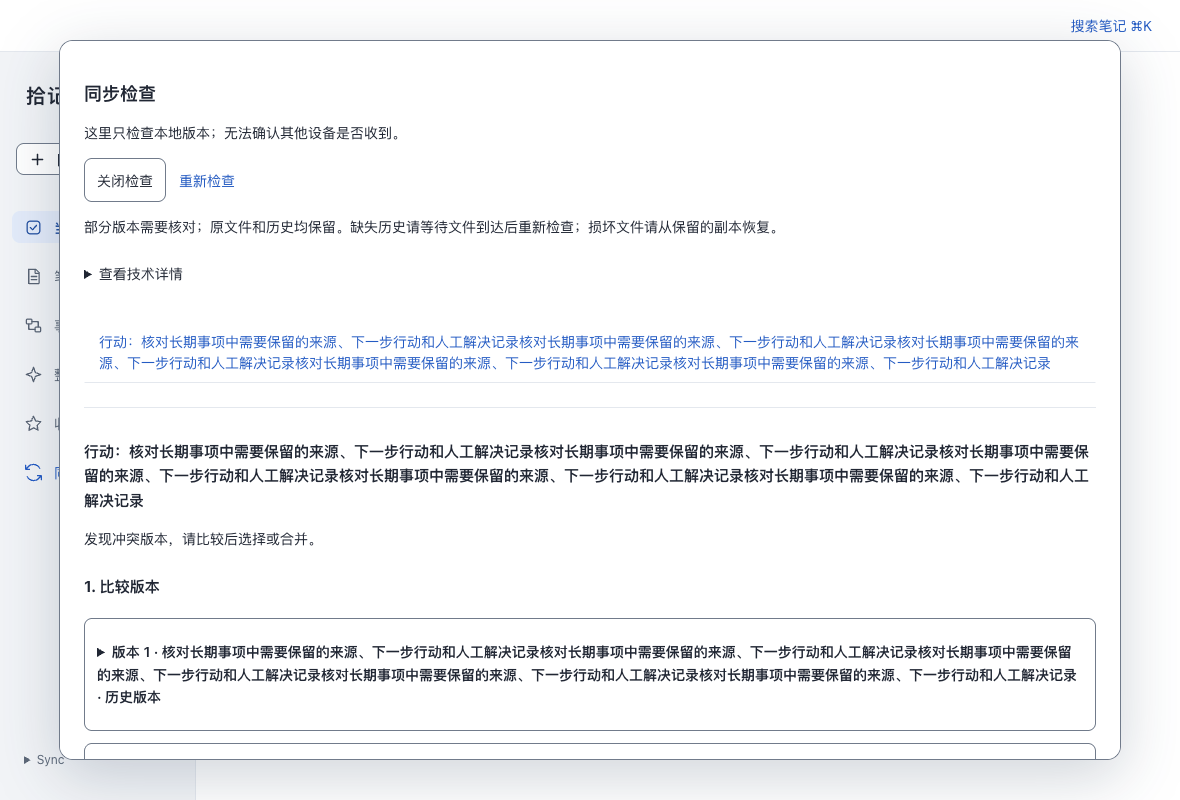 搜索笔记 ⌘K
拾记
同步检查
这里只检查本地版本；无法确认其他设备是否收到。
关闭检查 重新检查
部分版本需要核对；原文件和历史均保留。缺失历史请等待文件到达后重新检查；损坏文件请从保留的副本恢复。
▶ 查看技术详情
行动：核对长期事项中需要保留的来源、下一步行动和人工解决记录核对长期事项中需要保留的来源、下一步行动和人工解决记录核对长期事项中需要保留的来
源、下一步行动和人工解决记录核对长期事项中需要保留的来源、下一步行动和人工解决记录核对长期事项中需要保留的来源、下一步行动和人工解决记录
行动：核对长期事项中需要保留的来源、下一步行动和人工解决记录核对长期事项中需要保留的来源、下一步行动和人工解决记录核对长期事项中需要保
留的来源、下一步行动和人工解决记录核对长期事项中需要保留的来源、下一步行动和人工解决记录核对长期事项中需要保留的来源、下一步行动和人工
解决记录
发现冲突版本，请比较后选择或合并。
1. 比较版本
▶ 版本 1 · 核对长期事项中需要保留的来源、下一步行动和人工解决记录核对长期事项中需要保留的来源、下一步行动和人工解决记录核对长期事项中需要保留
的来源、下一步行动和人工解决记录核对长期事项中需要保留的来源、下一步行动和人工解决记录核对长期事项中需要保留的来源、下一步行动和人工解决记录
· 历史版本
▶ Sync